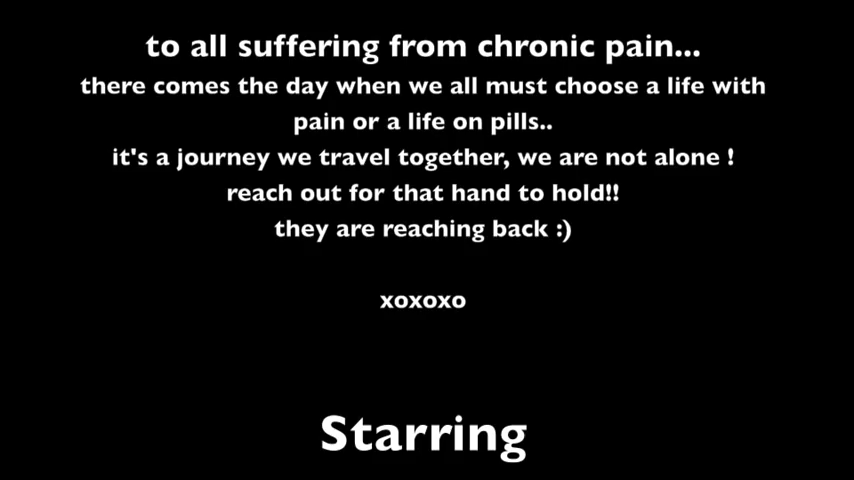 to all suffering from chronic pain...
there comes the day when we all must choose a life with
pain or a life on pills..
it's a journey we travel together, we are not alone !
reach out for that hand to hold!!
they are reaching back :)
xoxoxo
Starring